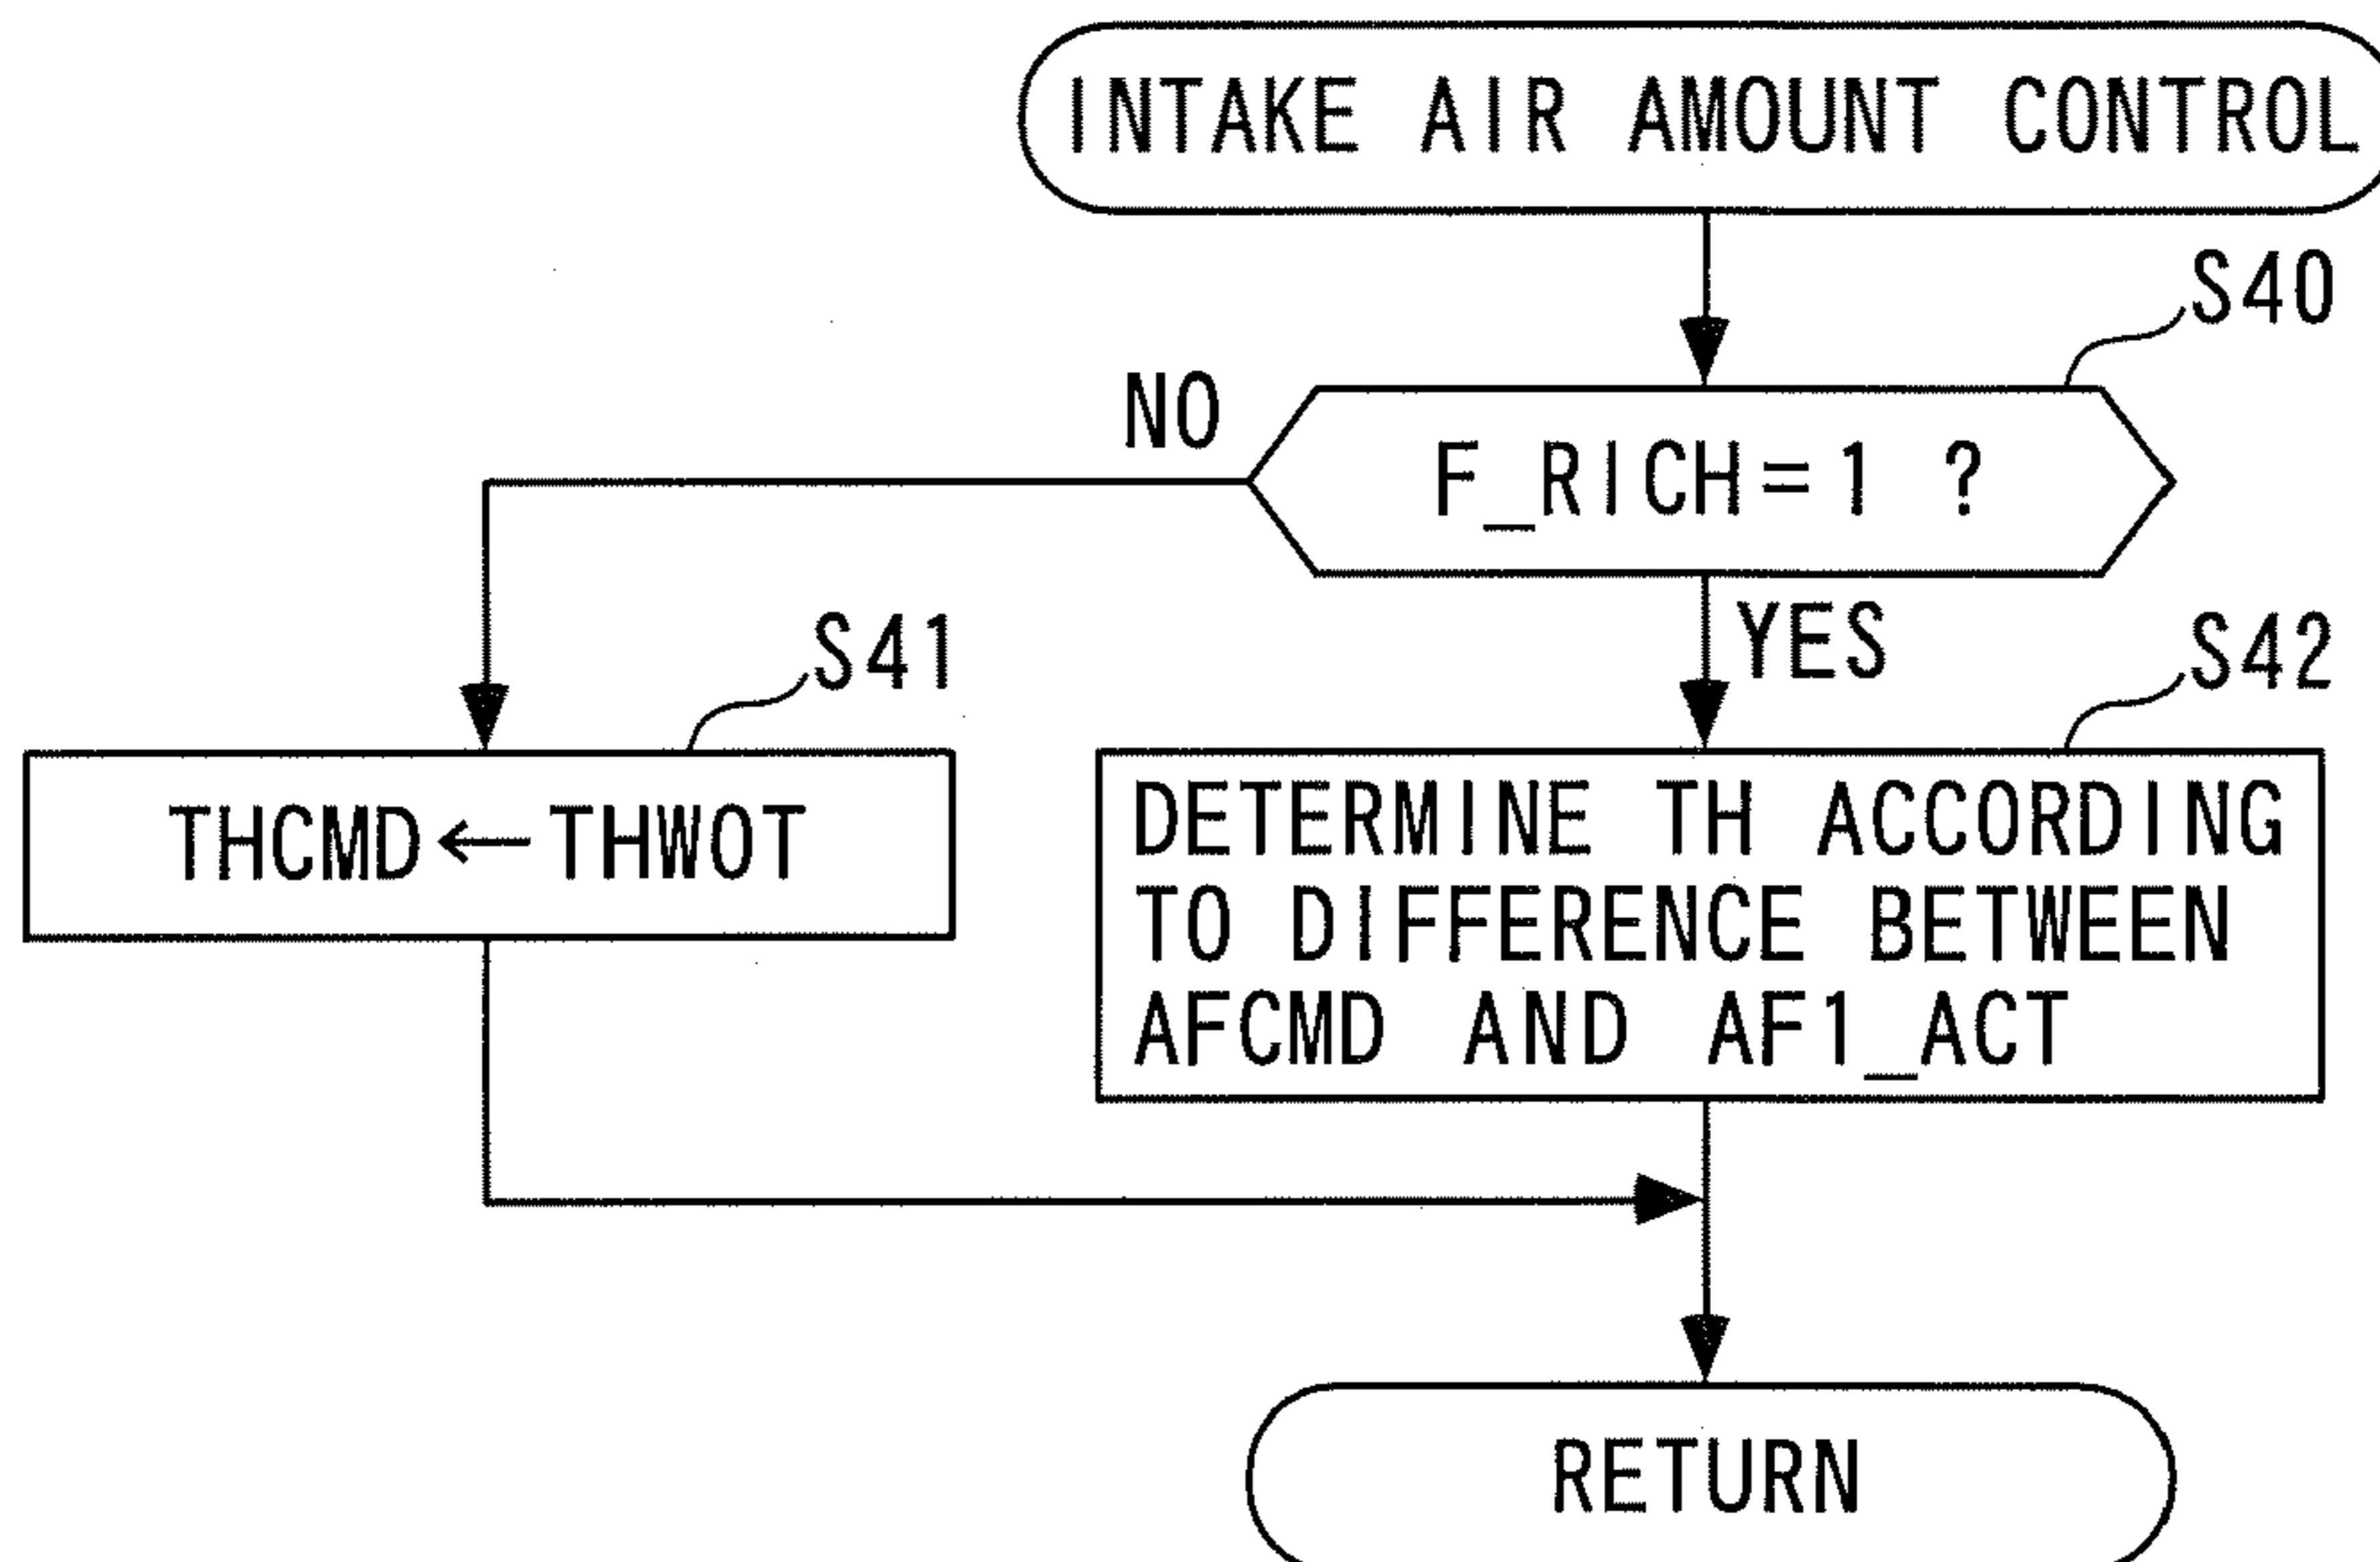 INTAKE AIR AMOUNT CONTROL
S40
F_RICH=1 ?
NO
YES
S41
THCMD←THWOT
S42
DETERMINE TH ACCORDING
TO DIFFERENCE BETWEEN
AFCMD AND AF1_ACT
RETURN